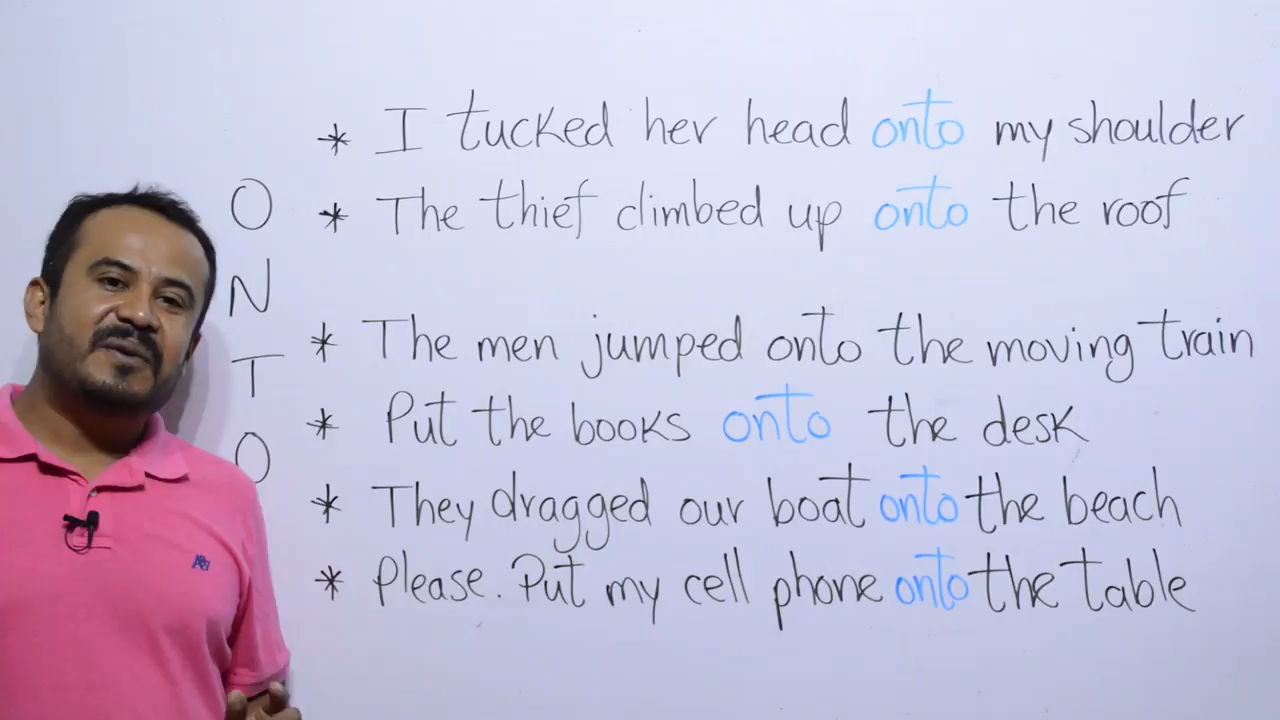 O
N
T
O
* I tucked her head onto my shoulder
* The thief climbed up onto the roof
* The men jumped onto the moving train
* Put the books onto the desk
* They dragged our boat onto the beach
* Please. Put my cell phone onto the table